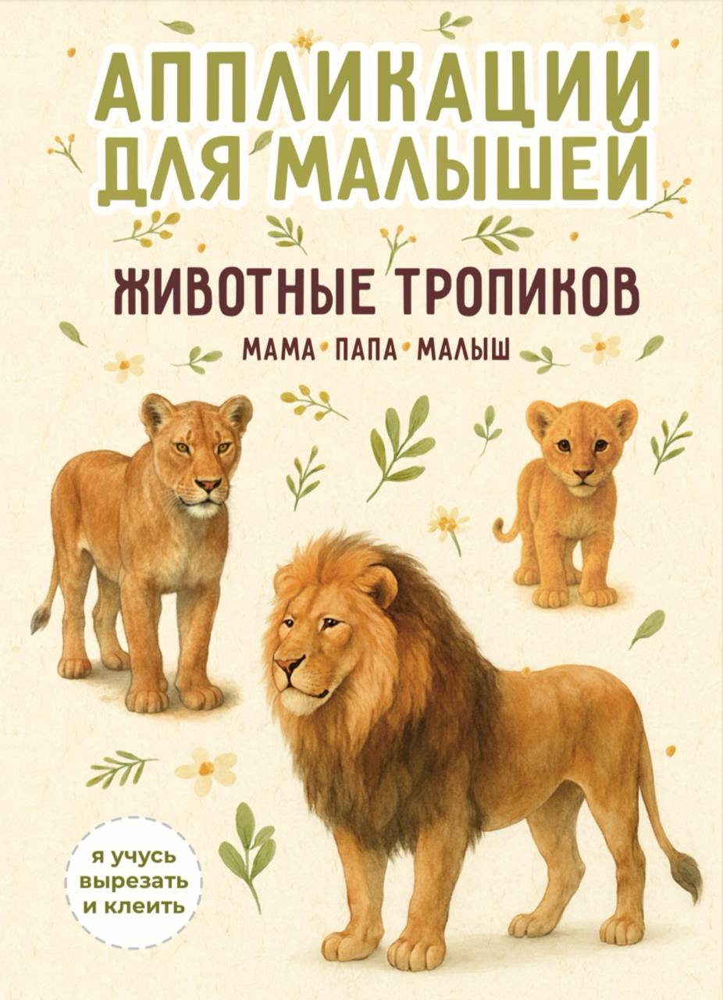 АППЛИКАЦИИ
ДЛЯ МАЛЫШЕЙ
ЖИВОТНЫЕ ТРОПИКОВ
МАМА • ПАПА • МАЛЫШ
я учусь
вырезать
и клеить